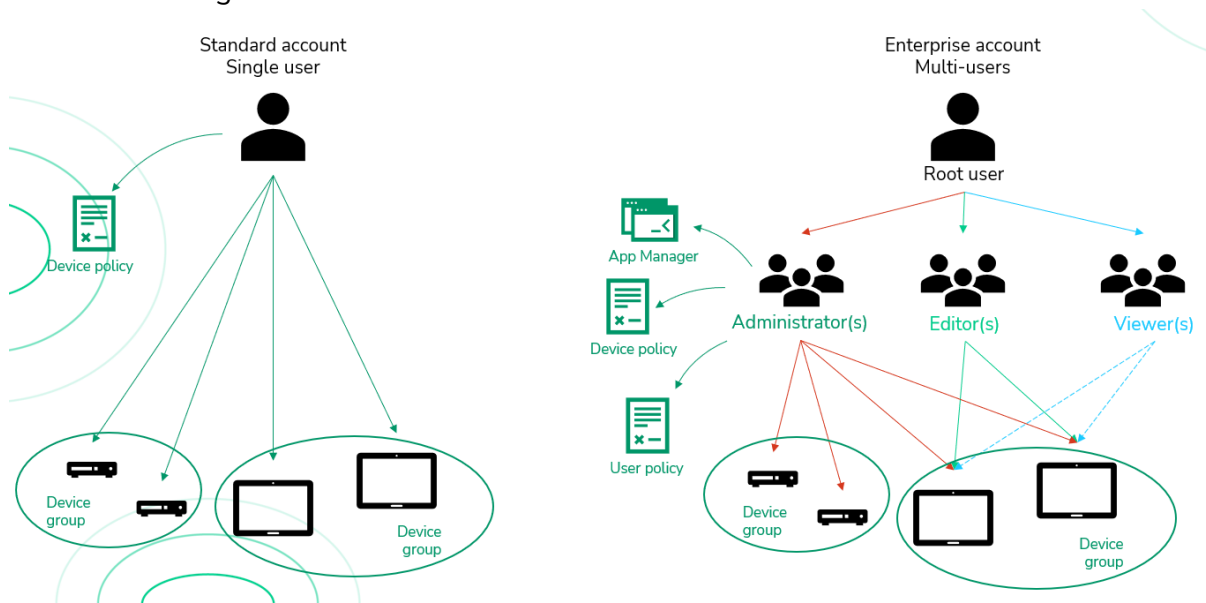 Standard account
Single user
Device policy
Device
group
Device
group
Enterprise account
Multi-users
Root user
App Manager
Administrator(s)
Editor(s)
Viewer(s)
Device policy
User policy
Device
group
Device
group